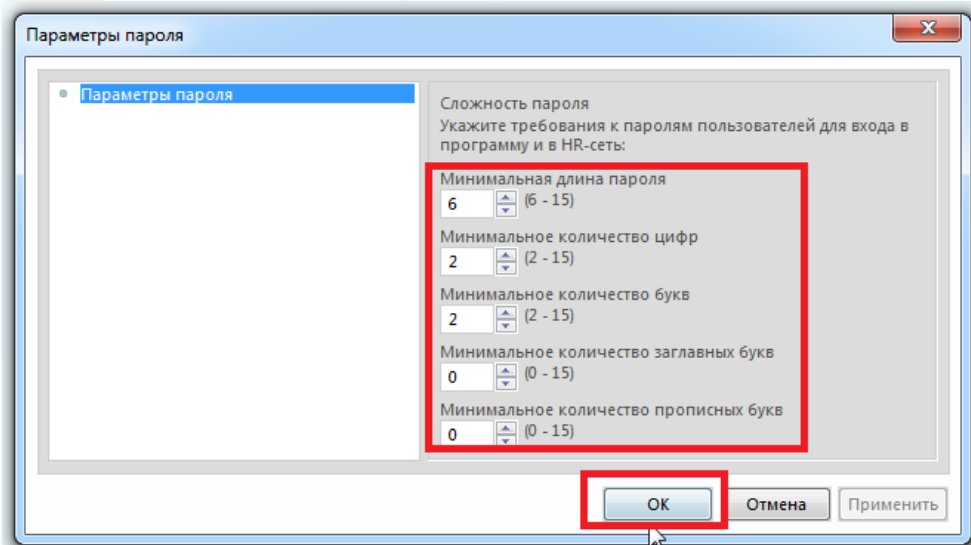 Параметры пароля
Параметры пароля
Сложность пароля
Укажите требования к паролям пользователей для входа в
программу и в HR-сеть:
Минимальная длина пароля
6 (6 - 15)
Минимальное количество цифр
2 (2 - 15)
Минимальное количество букв
2 (2 - 15)
Минимальное количество заглавных букв
0 (0 - 15)
Минимальное количество прописных букв
0 (0 - 15)
ОК Отмена Применить